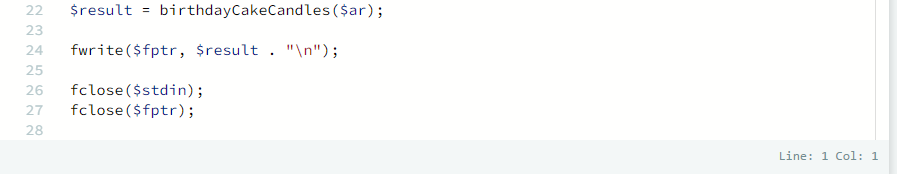 22 $result = birthdayCakeCandles($ar);
23
24 fwrite($fptr, $result . "\n");
25
26 fclose($stdin);
27 fclose($fptr);
28
Line: 1 Col: 1